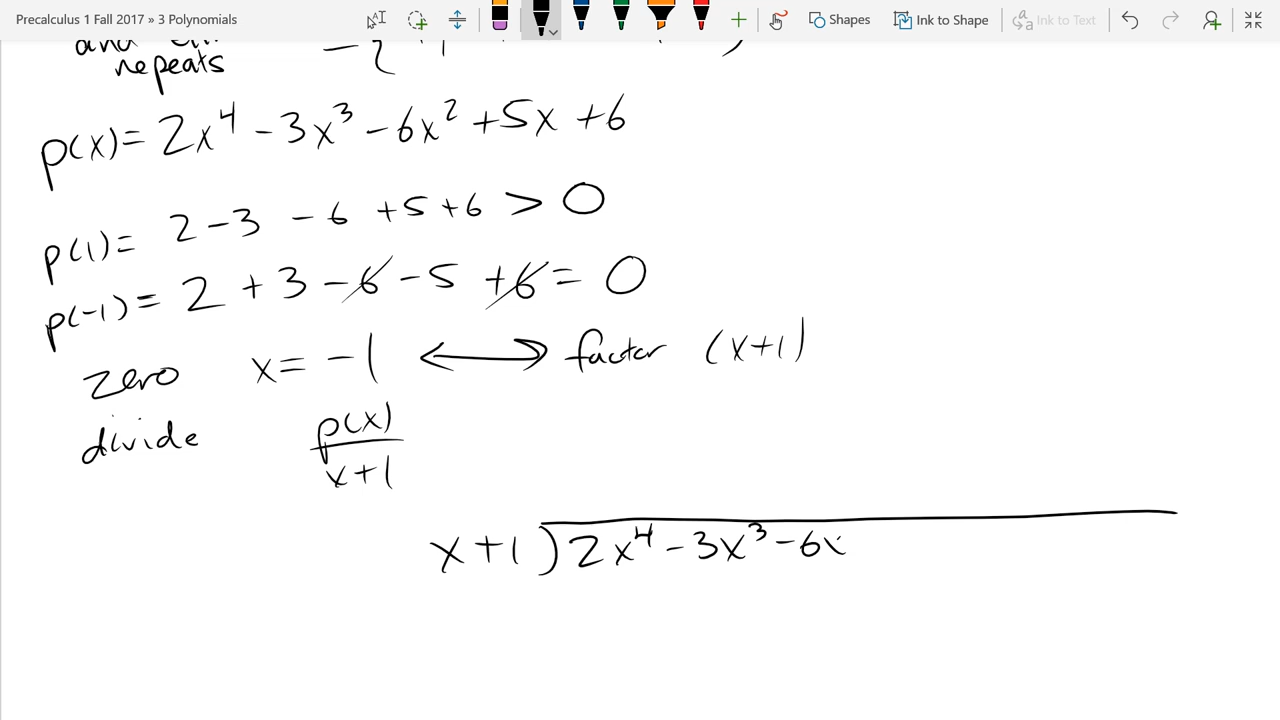 Precalculus 1 Fall 2017 » 3 Polynomials
Shapes
Ink to Shape
Ink to Text
and
repeats
p(x)= 2x⁴ - 3x³ - 6x² + 5x + 6
p(1)= 2 - 3 - 6 + 5 + 6 > 0
p(-1) = 2 + 3 - 6 - 5 + 6 = 0
zero x = -1 ⟷ factor (x+1)
divide p(x)
x+1
x+1 ) 2x⁴ - 3x³ - 6x